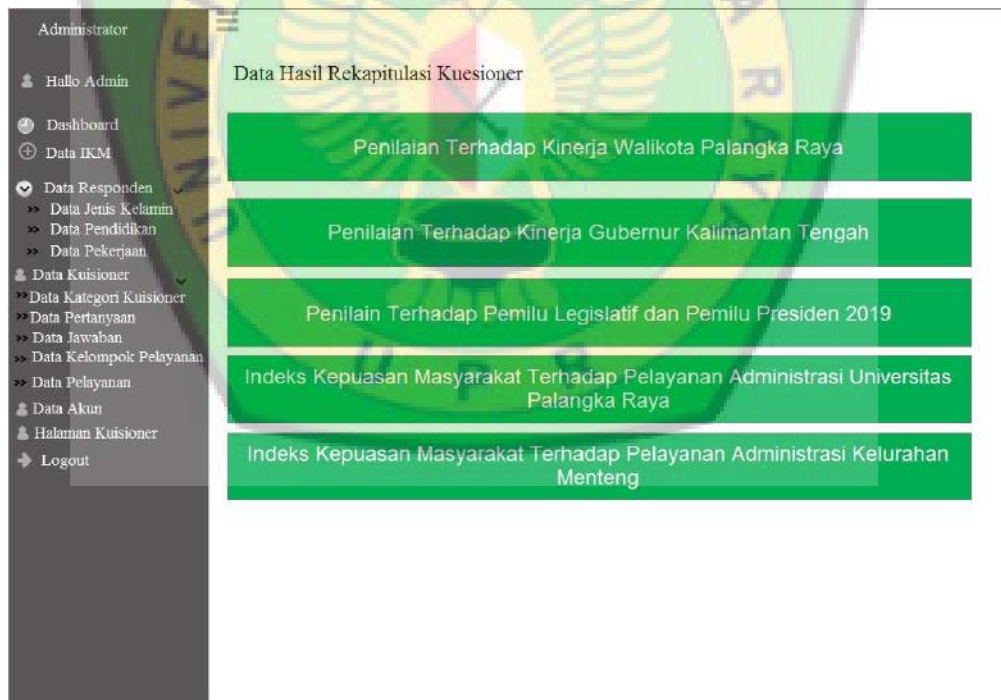 Administrator
Hallo Admin
Dashboard
Data IKM
Data Responden
Data Jenis Kelamin
Data Pendidikan
Data Pekerjaan
Data Kuisioner
Data Kategori Kuisioner
Data Pertanyaan
Data Jawaban
Data Kelompok Pelayanan
Data Pelayanan
Data Akun
Halaman Kuisioner
Logout
Data Hasil Rekapitulasi Kuesioner
Penilaian Terhadap Kinerja Walikota Palangka Raya
Penilaian Terhadap Kinerja Gubernur Kalimantan Tengah
Penilain Terhadap Pemilu Legislatif dan Pemilu Presiden 2019
Indeks Kepuasan Masyarakat Terhadap Pelayanan Administrasi Universitas
Palangka Raya
Indeks Kepuasan Masyarakat Terhadap Pelayanan Administrasi Kelurahan
Menteng
UPR